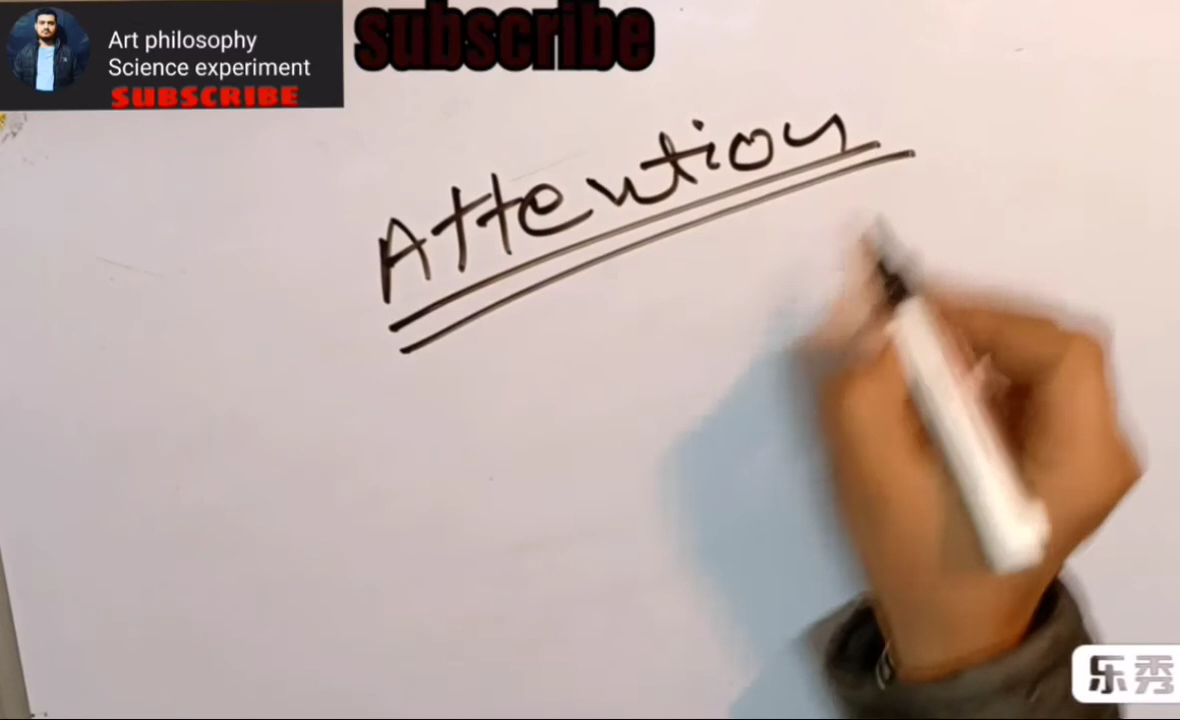 Art philosophy
Science experiment
SUBSCRIBE
subscribe
Attention
乐秀